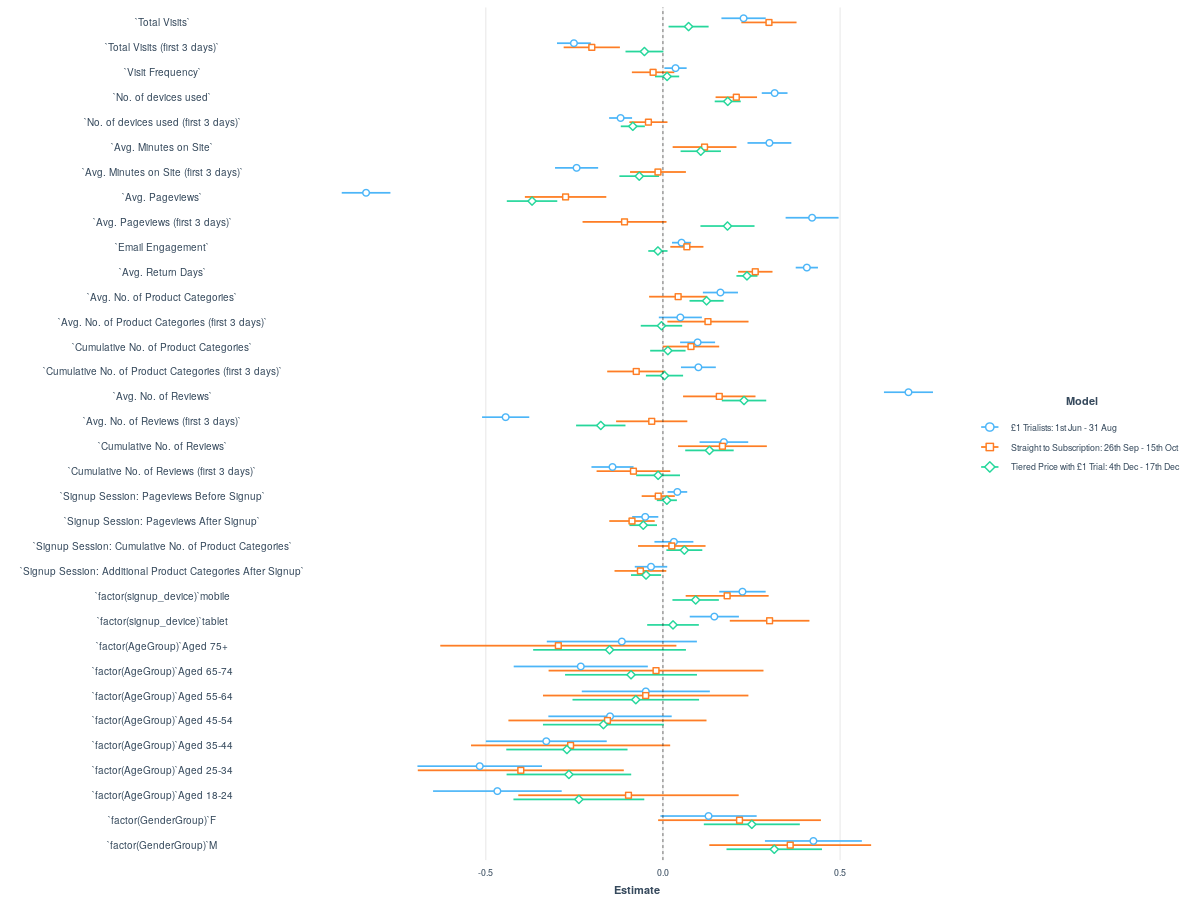 `Total Visits`
`Total Visits (first 3 days)`
`Visit Frequency`
`No. of devices used`
`No. of devices used (first 3 days)`
`Avg. Minutes on Site`
`Avg. Minutes on Site (first 3 days)`
`Avg. Pageviews`
`Avg. Pageviews (first 3 days)`
`Email Engagement`
`Avg. Return Days`
`Avg. No. of Product Categories`
`Avg. No. of Product Categories (first 3 days)`
`Cumulative No. of Product Categories`
`Cumulative No. of Product Categories (first 3 days)`
`Avg. No. of Reviews`
`Avg. No. of Reviews (first 3 days)`
`Cumulative No. of Reviews`
`Cumulative No. of Reviews (first 3 days)`
`Signup Session: Pageviews Before Signup`
`Signup Session: Pageviews After Signup`
`Signup Session: Cumulative No. of Product Categories`
`Signup Session: Additional Product Categories After Signup`
`factor(signup_device)`mobile
`factor(signup_device)`tablet
`factor(AgeGroup)`Aged 75+
`factor(AgeGroup)`Aged 65-74
`factor(AgeGroup)`Aged 55-64
`factor(AgeGroup)`Aged 45-54
`factor(AgeGroup)`Aged 35-44
`factor(AgeGroup)`Aged 25-34
`factor(AgeGroup)`Aged 18-24
`factor(GenderGroup)`F
`factor(GenderGroup)`M
-0.5 0.0 0.5
Estimate
Model
£1 Trialists: 1st Jun - 31 Aug
Straight to Subscription: 26th Sep - 15th Oct
Tiered Price with £1 Trial: 4th Dec - 17th Dec